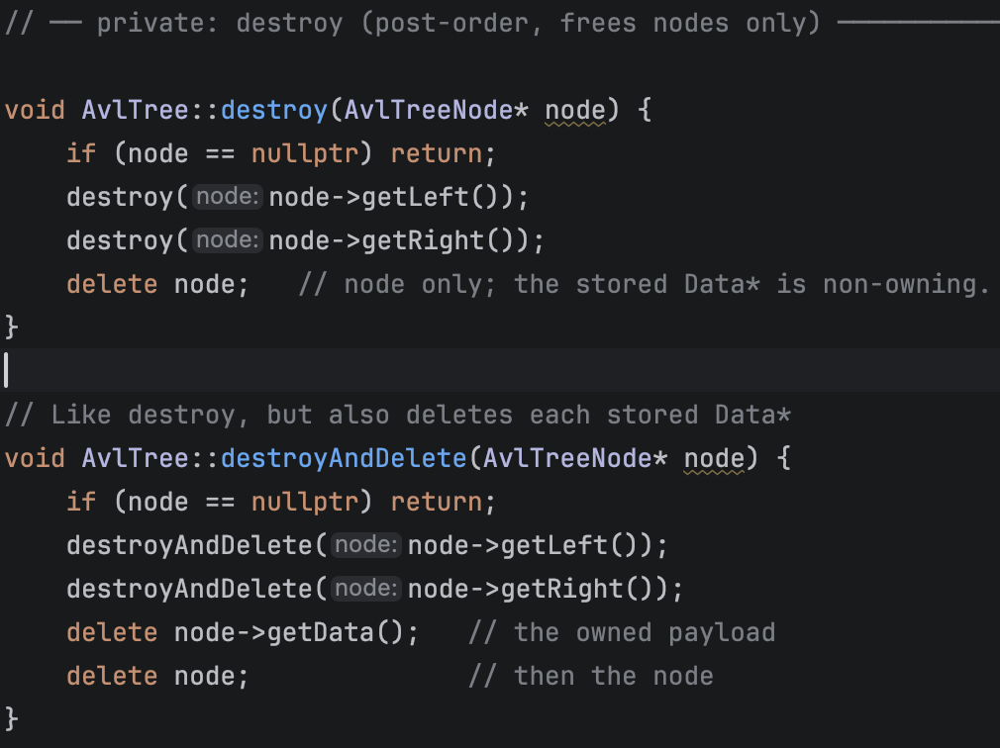 // —— private: destroy (post-order, frees nodes only) ——————————
void AvlTree::destroy(AvlTreeNode* node) {
    if (node == nullptr) return;
    destroy( node: node->getLeft());
    destroy( node: node->getRight());
    delete node;   // node only; the stored Data* is non-owning.
}
// Like destroy, but also deletes each stored Data*
void AvlTree::destroyAndDelete(AvlTreeNode* node) {
    if (node == nullptr) return;
    destroyAndDelete( node: node->getLeft());
    destroyAndDelete( node: node->getRight());
    delete node->getData();   // the owned payload
    delete node;              // then the node
}